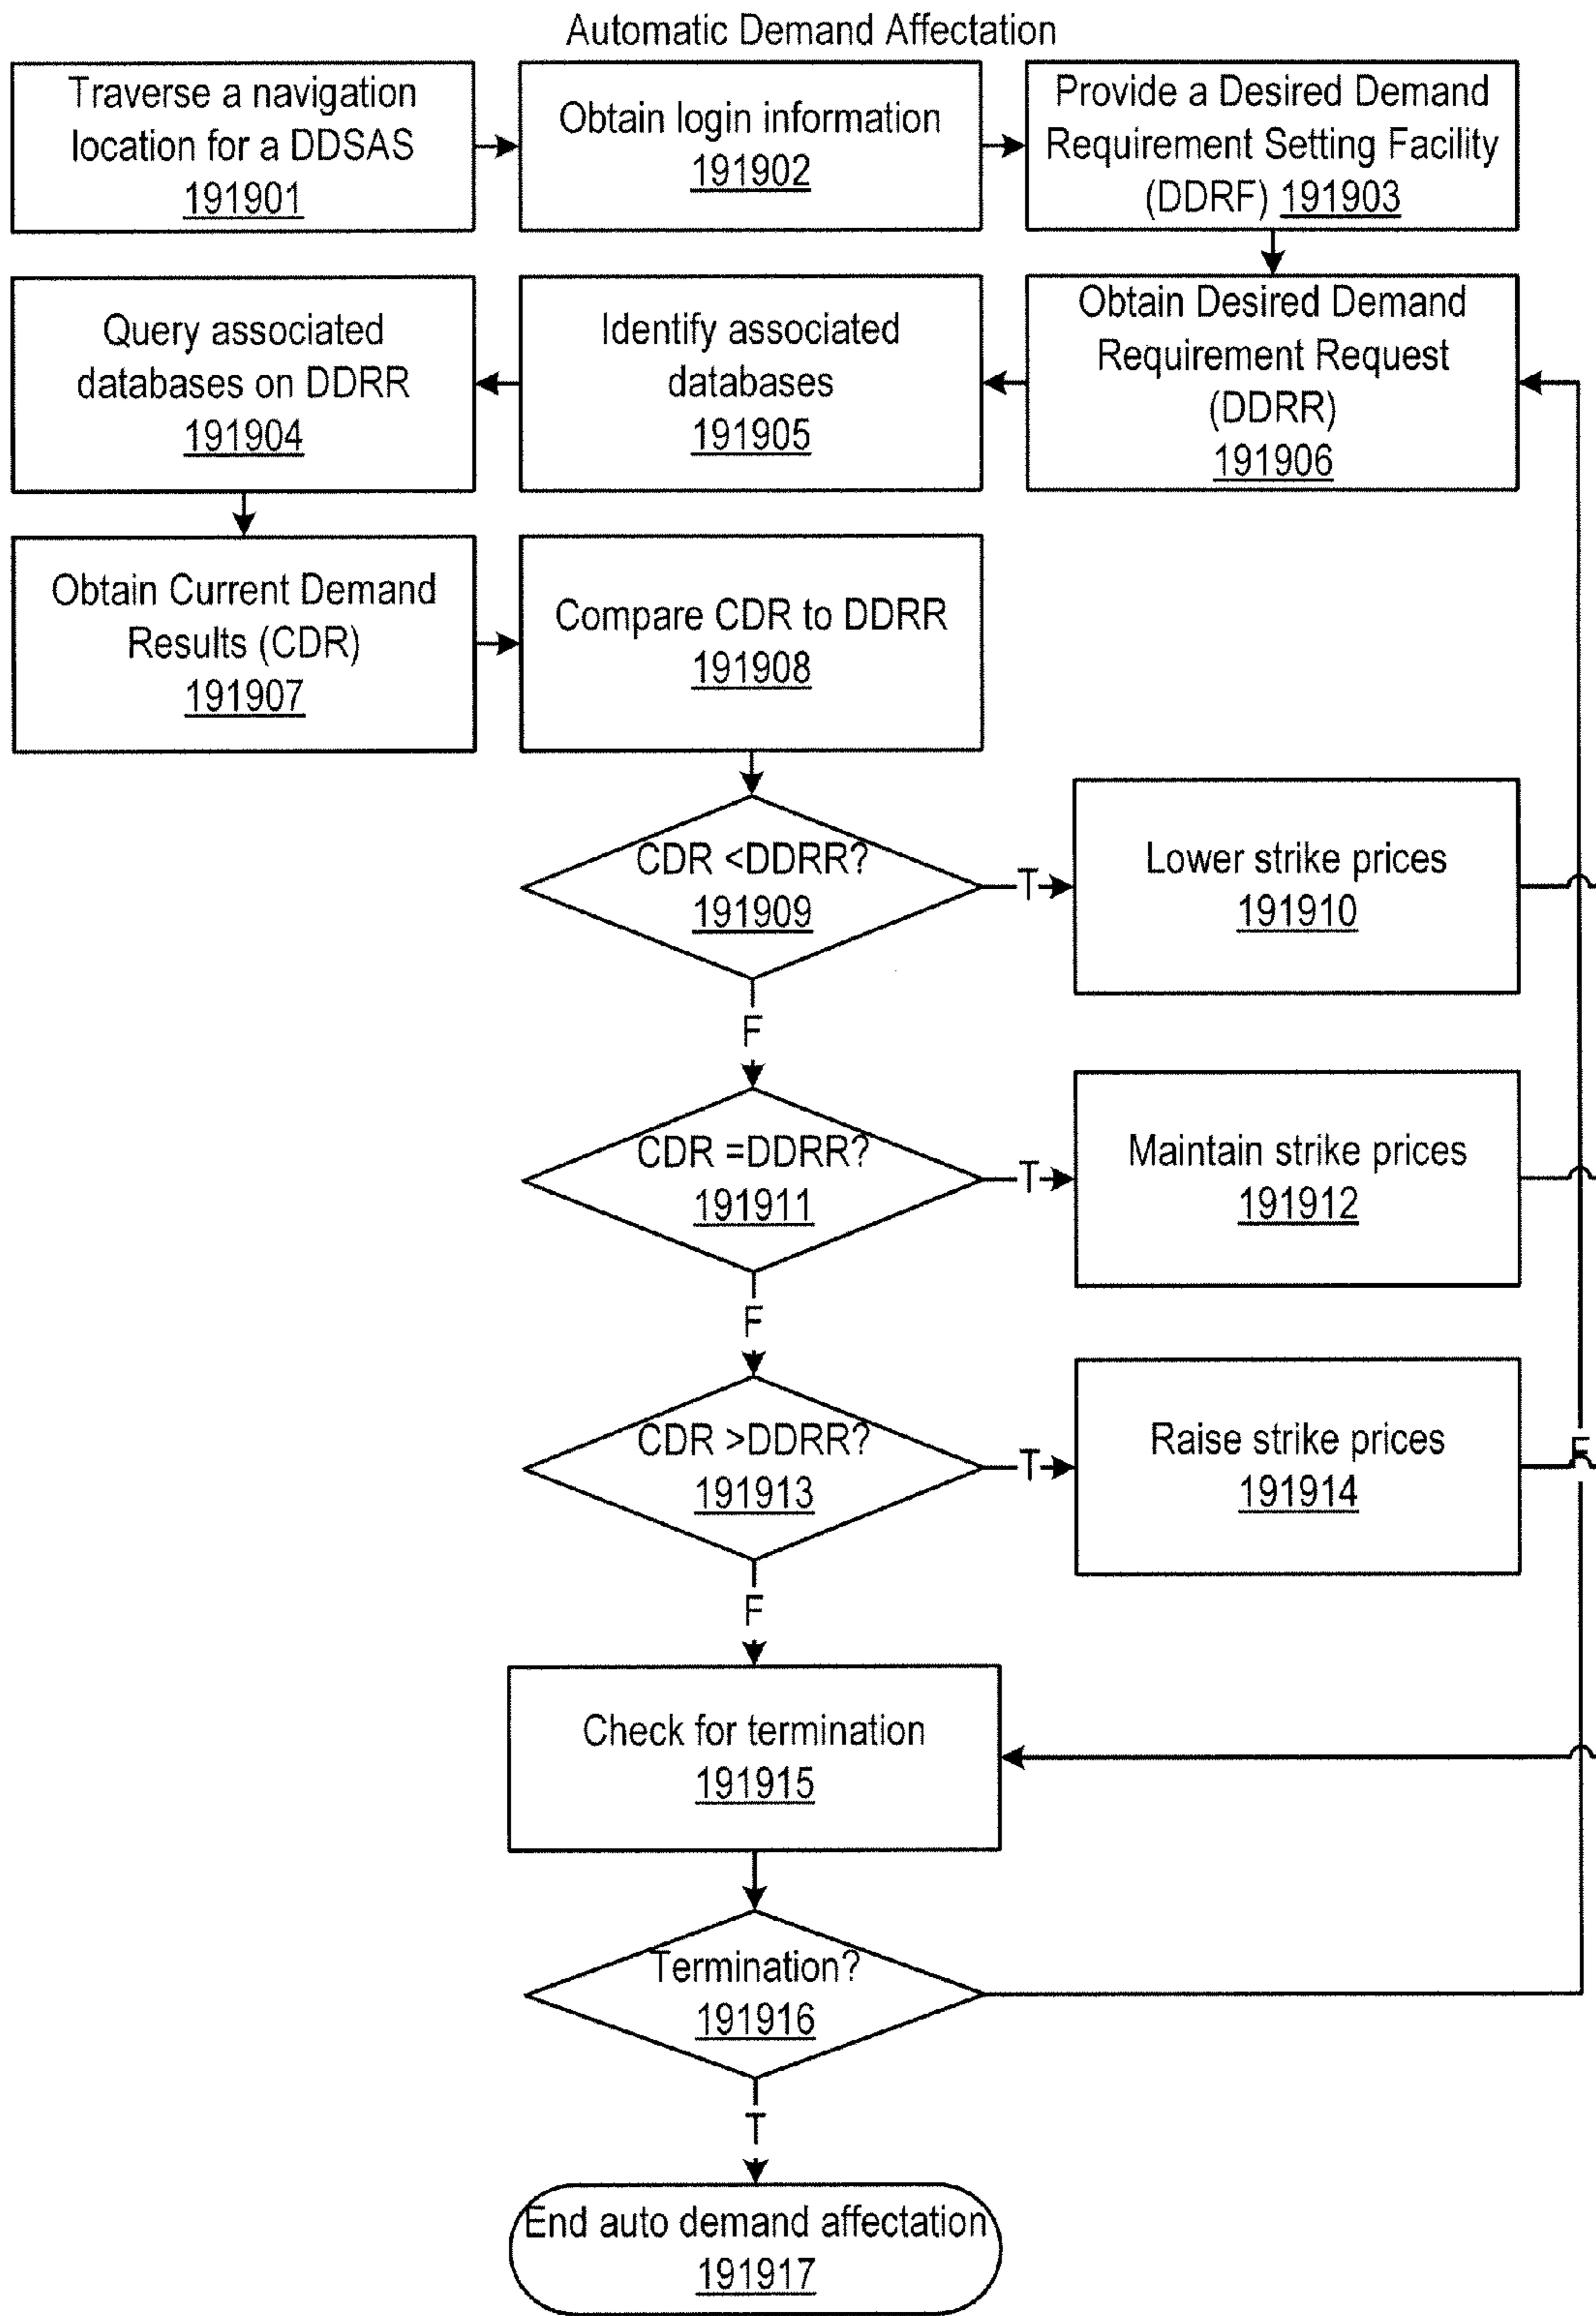 Automatic Demand Affectation
Traverse a navigation
location for a DDSAS
191901
Obtain login information
191902
Provide a Desired Demand
Requirement Setting Facility
(DDRF) 191903
Query associated
databases on DDRR
191904
Identify associated
databases
191905
Obtain Desired Demand
Requirement Request
(DDRR)
191906
Obtain Current Demand
Results (CDR)
191907
Compare CDR to DDRR
191908
CDR <DDRR?
191909
T
Lower strike prices
191910
F
CDR =DDRR?
191911
T
Maintain strike prices
191912
F
CDR >DDRR?
191913
T
Raise strike prices
191914
F
F
Check for termination
191915
Termination?
191916
T
End auto demand affectation
191917